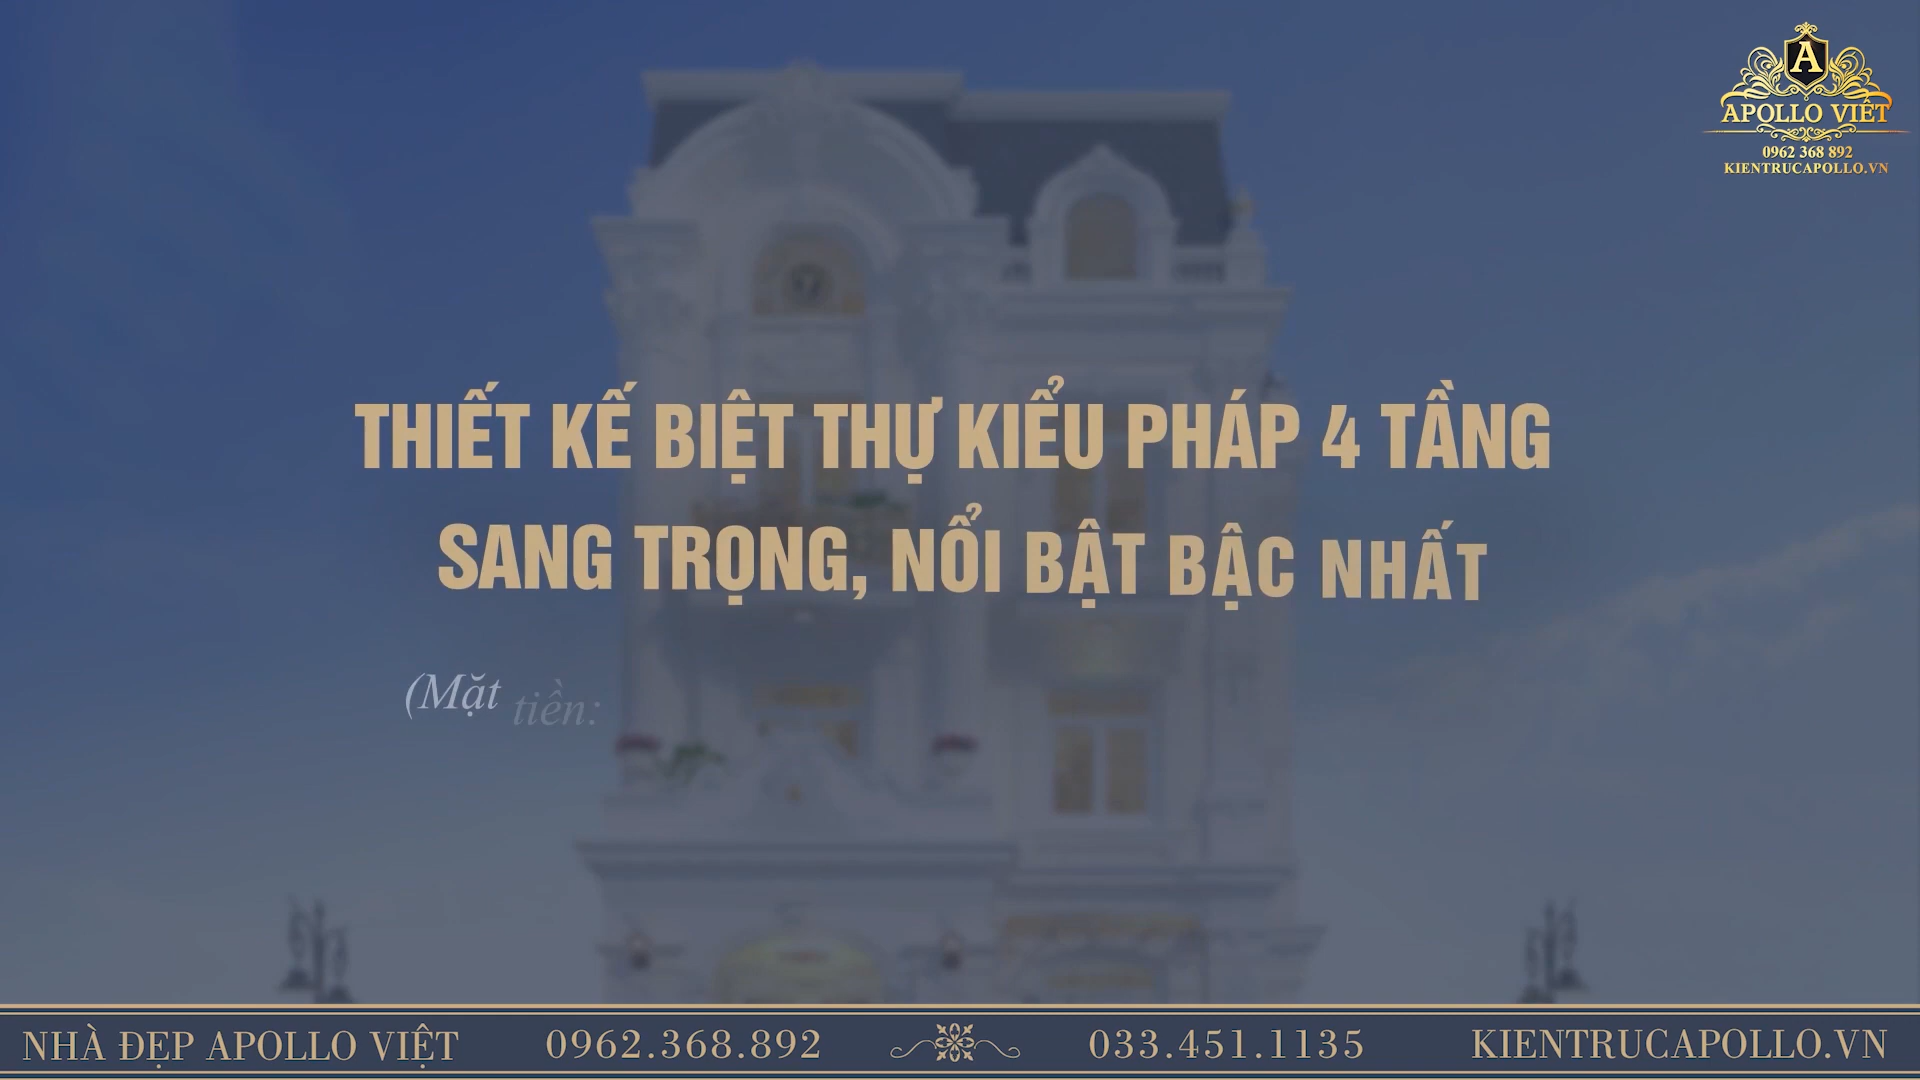 A
APOLLO VIỆT
0962 368 892
KIENTRUCAPOLLO.VN
THIẾT KẾ BIỆT THỰ KIỂU PHÁP 4 TẦNG
SANG TRỌNG, NỔI BẬT BẬC NHẤT
(Mặt tiền:
NHÀ ĐẸP APOLLO VIỆT 0962.368.892 033.451.1135 KIENTRUCAPOLLO.VN